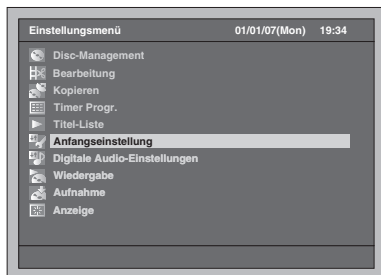 Einstellungsmenü 01/01/07(Mon) 19:34
Disc-Management
Bearbeitung
Kopieren
Timer Progr.
Titel-Liste
Anfangseinstellung
Digitale Audio-Einstellungen
Wiedergabe
Aufnahme
Anzeige